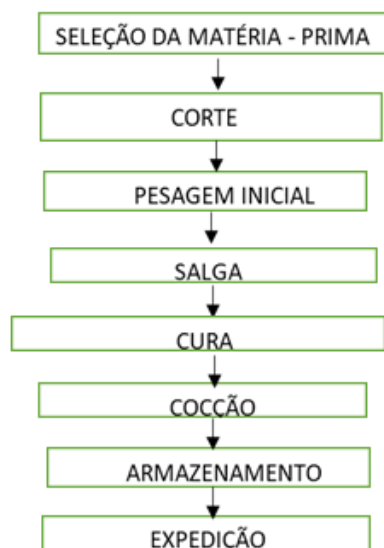 SELEÇÃO DA MATÉRIA - PRIMA
CORTE
PESAGEM INICIAL
SALGA
CURA
COCÇÃO
ARMAZENAMENTO
EXPEDIÇÃO